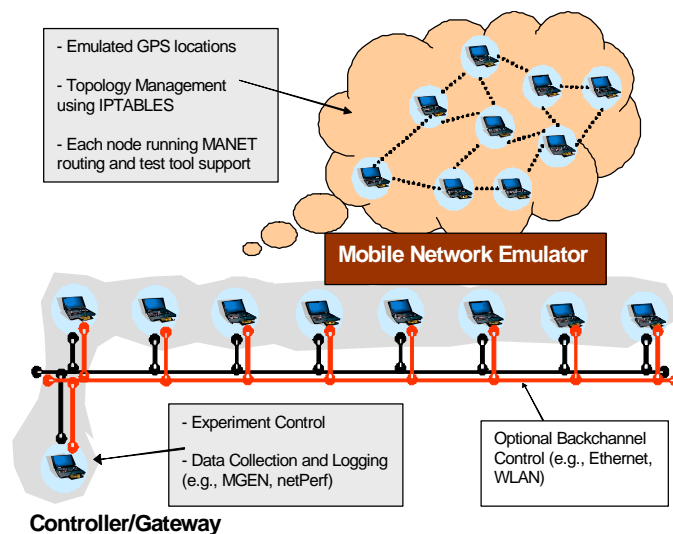 - Emulated GPS locations
- Topology Management
using IPTABLES
- Each node running MANET
routing and test tool support
Mobile Network Emulator
- Experiment Control
- Data Collection and Logging
(e.g., MGEN, netPerf)
Optional Backchannel
Control (e.g., Ethernet,
WLAN)
Controller/Gateway